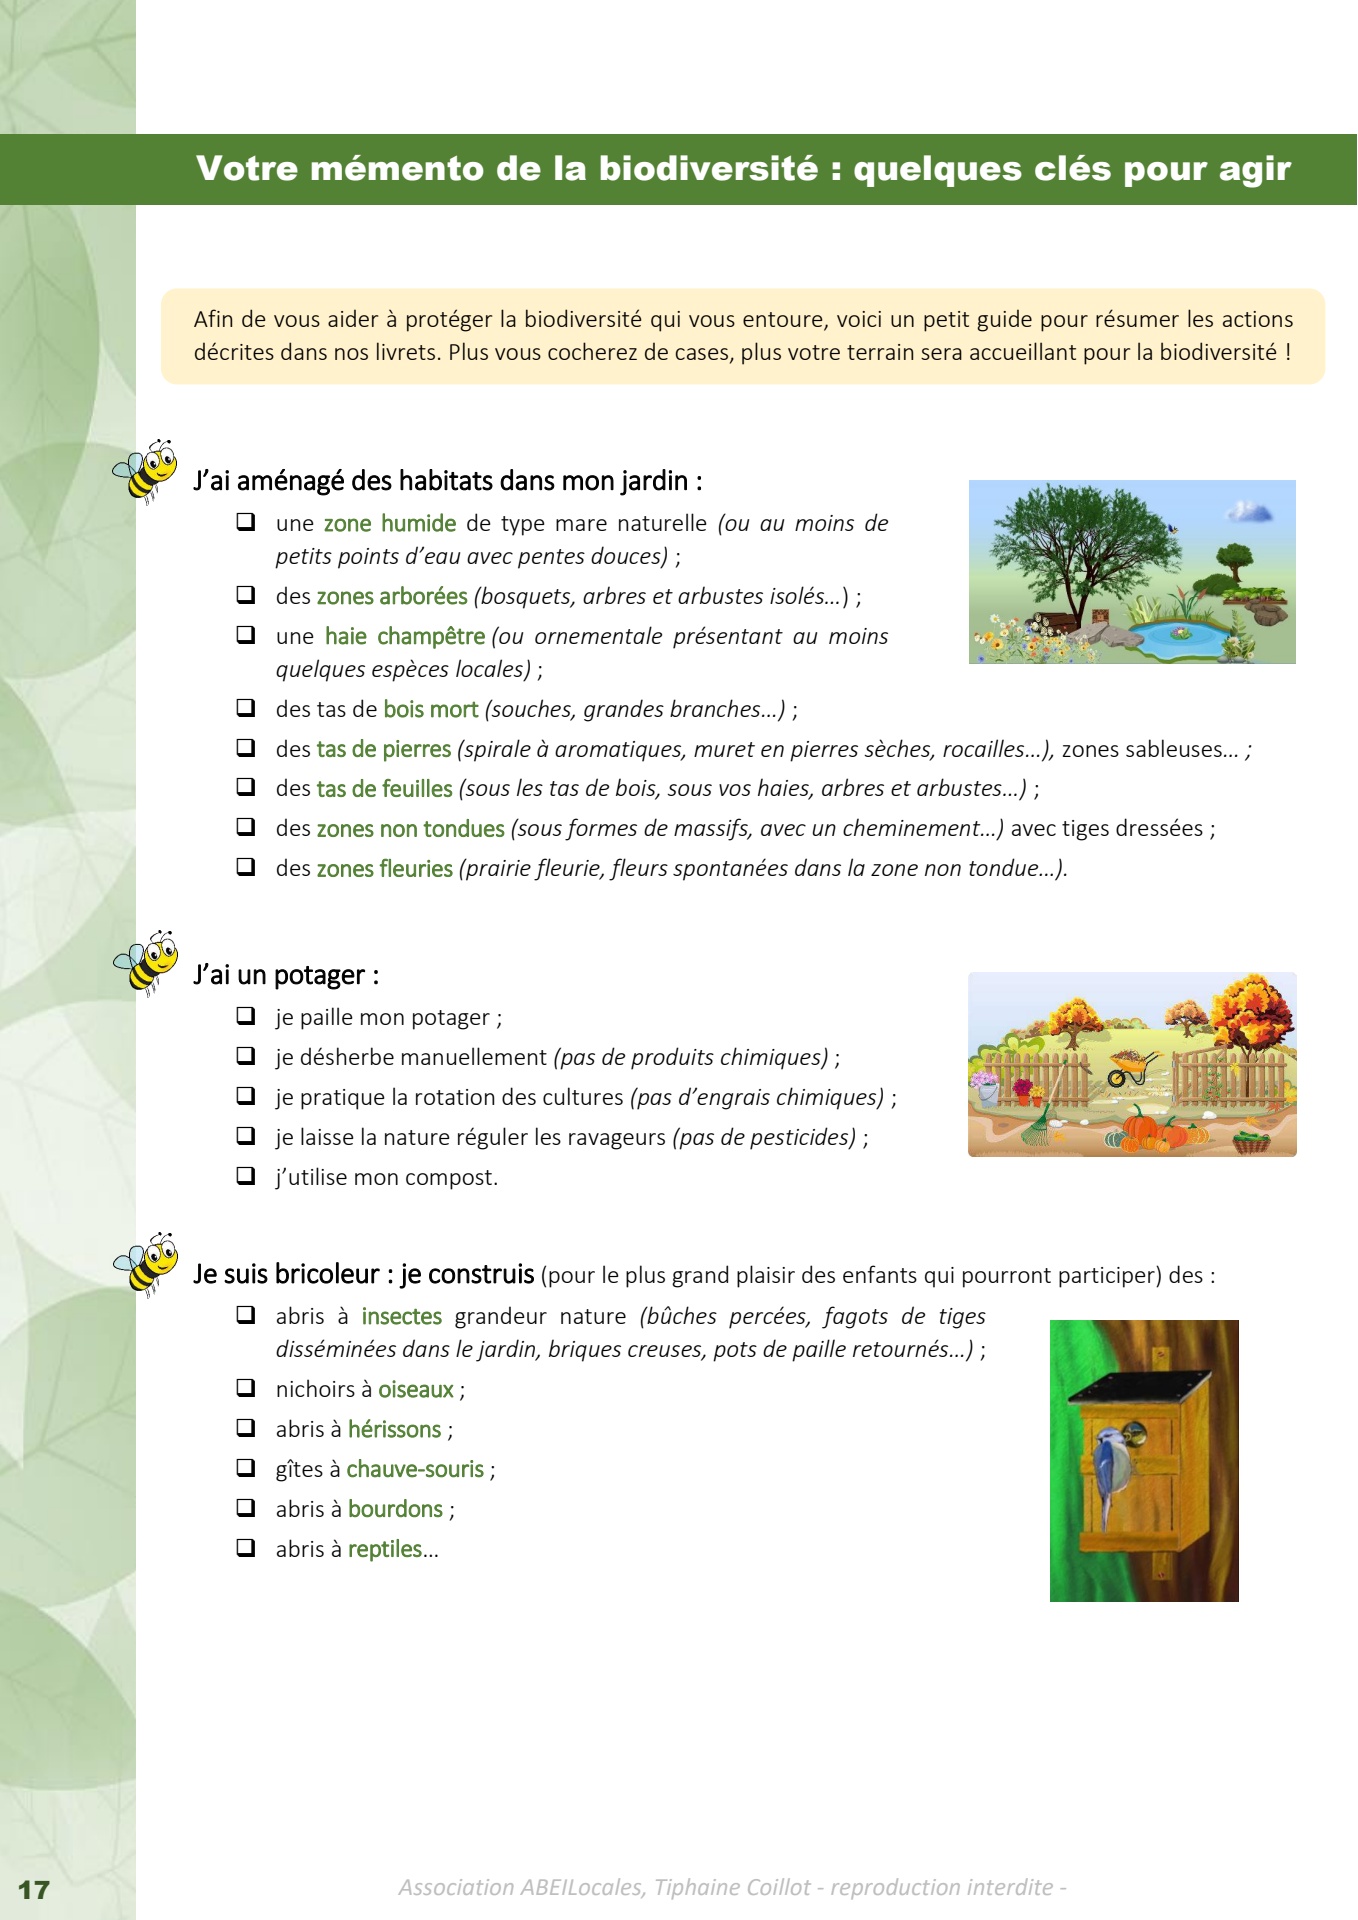 Votre mémento de la biodiversité : quelques clés pour agir
Afin de vous aider à protéger la biodiversité qui vous entoure, voici un petit guide pour résumer les actions
décrites dans nos livrets. Plus vous cocherez de cases, plus votre terrain sera accueillant pour la biodiversité !
J’ai aménagé des habitats dans mon jardin :
❑ une zone humide de type mare naturelle (ou au moins de
petits points d’eau avec pentes douces) ;
❑ des zones arborées (bosquets, arbres et arbustes isolés...) ;
❑ une haie champêtre (ou ornementale présentant au moins
quelques espèces locales) ;
❑ des tas de bois mort (souches, grandes branches...) ;
❑ des tas de pierres (spirale à aromatiques, muret en pierres sèches, rocailles...), zones sableuses... ;
❑ des tas de feuilles (sous les tas de bois, sous vos haies, arbres et arbustes...) ;
❑ des zones non tondues (sous formes de massifs, avec un cheminement...) avec tiges dressées ;
❑ des zones fleuries (prairie fleurie, fleurs spontanées dans la zone non tondue...).
J’ai un potager :
❑ je paille mon potager ;
❑ je désherbe manuellement (pas de produits chimiques) ;
❑ je pratique la rotation des cultures (pas d’engrais chimiques) ;
❑ je laisse la nature réguler les ravageurs (pas de pesticides) ;
❑ j’utilise mon compost.
Je suis bricoleur : je construis (pour le plus grand plaisir des enfants qui pourront participer) des :
❑ abris à insectes grandeur nature (bûches percées, fagots de tiges
disséminées dans le jardin, briques creuses, pots de paille retournés...) ;
❑ nichoirs à oiseaux ;
❑ abris à hérissons ;
❑ gîtes à chauve-souris ;
❑ abris à bourdons ;
❑ abris à reptiles...
17
Association ABEILocales, Tiphaine Coillot - reproduction interdite -